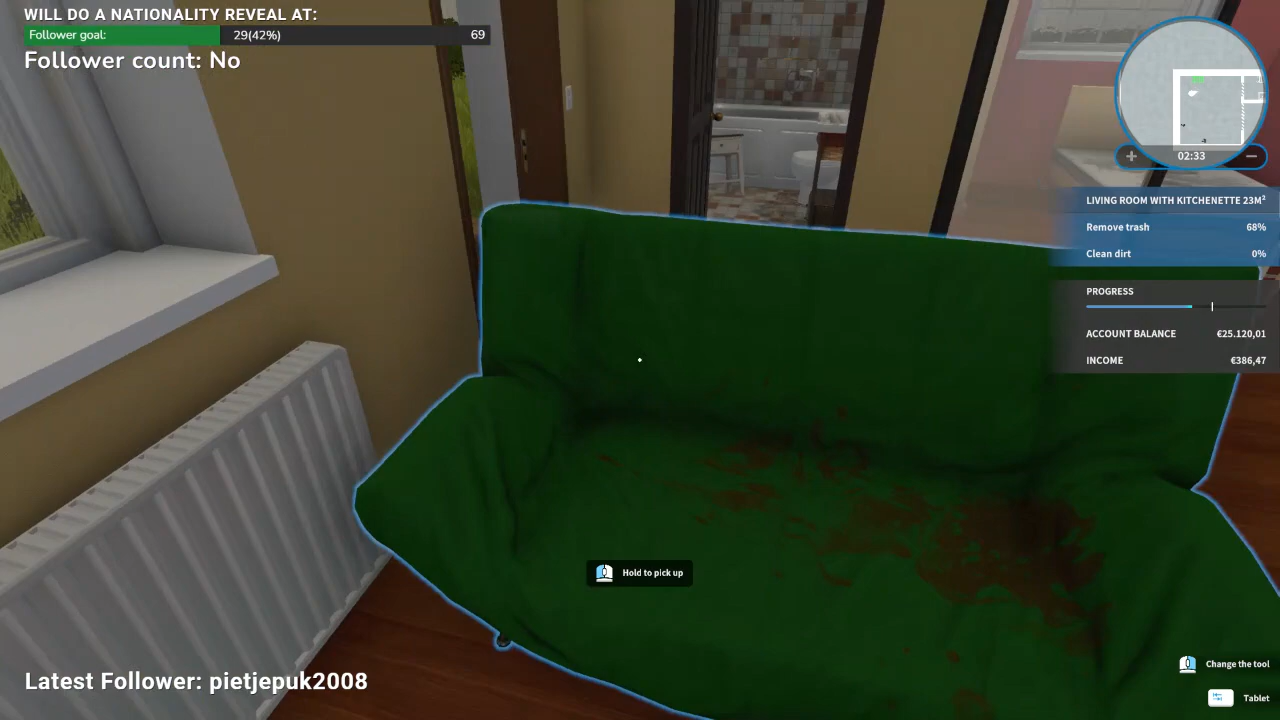 WILL DO A NATIONALITY REVEAL AT:
Follower goal: 29(42%) 69
Follower count: No
02:33
LIVING ROOM WITH KITCHENETTE 23M²
Remove trash 68%
Clean dirt 0%
PROGRESS
ACCOUNT BALANCE €25.120,01
INCOME €386,47
Hold to pick up
Change the tool
Latest Follower: pietjepuk2008
Tablet